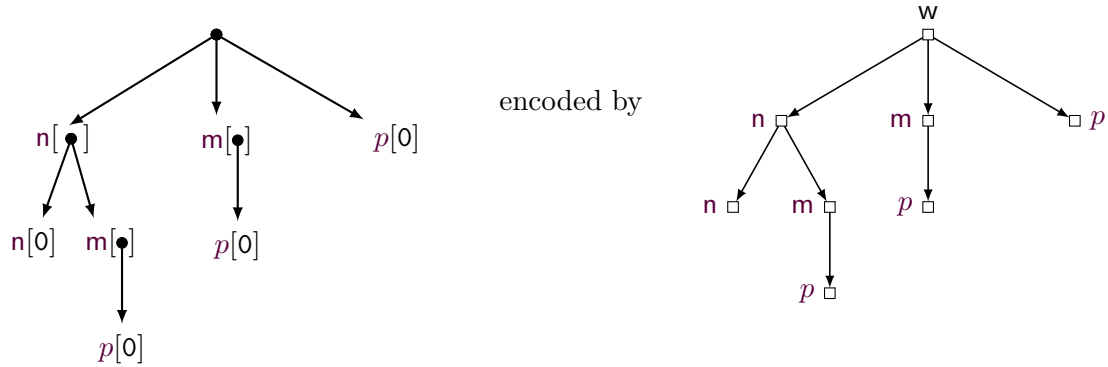 w
encoded by
n[ ] m[ ] p[0] n m p
n[0] m[ ] p[0] n m p
p[0] p